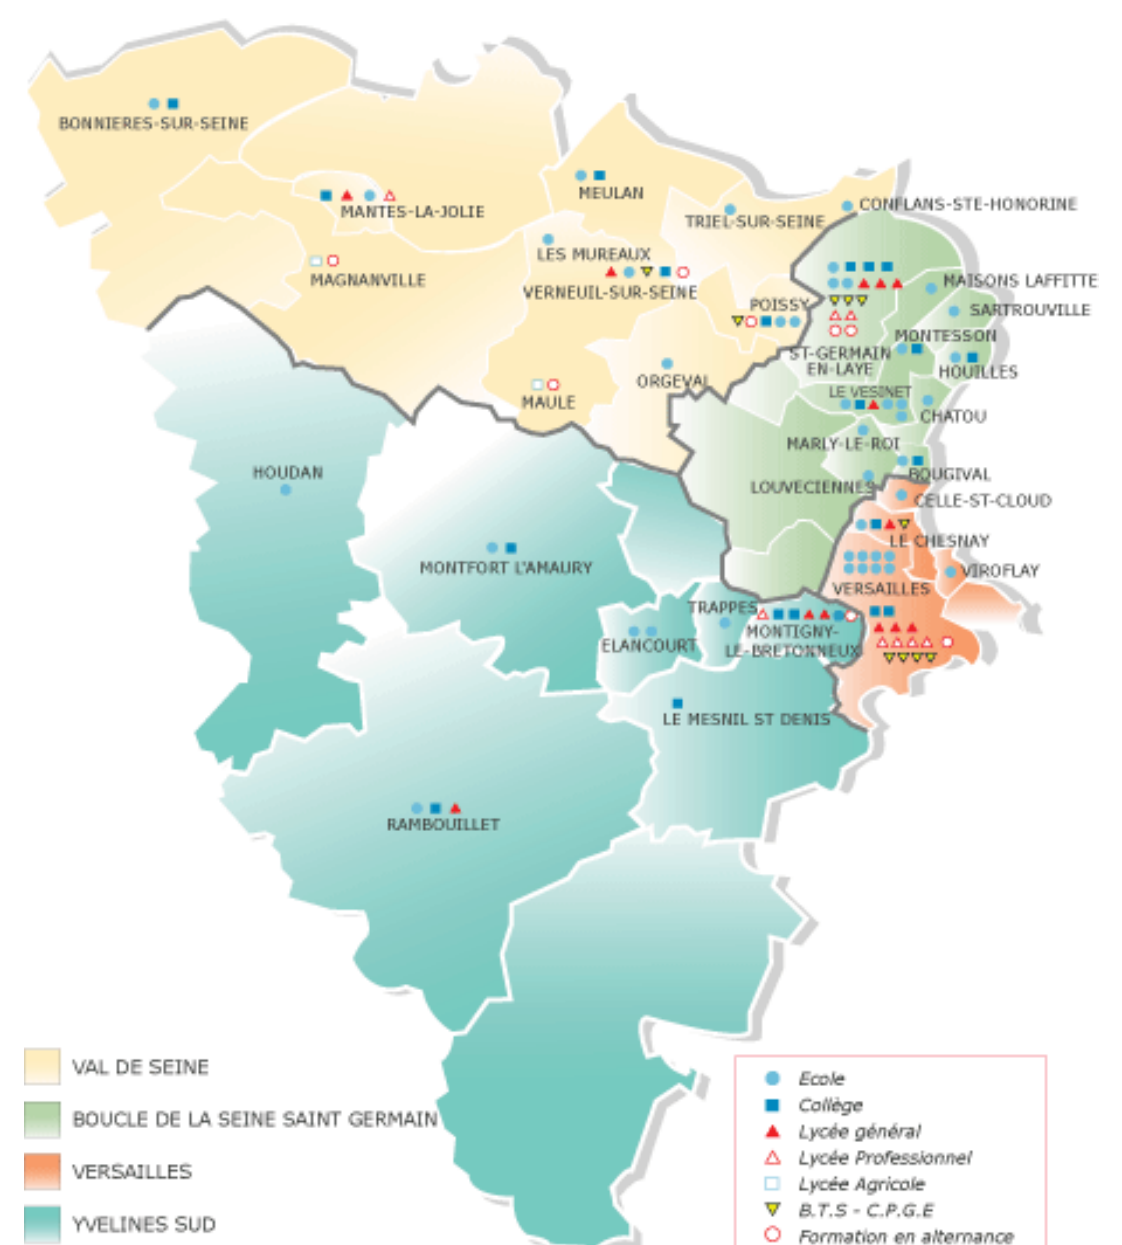 BONNIERES-SUR-SEINE
MEULAN
MANTES-LA-JOLIE
CONFLANS-STE-HONORINE
TRIEL-SUR-SEINE
LES MUREAUX
MAGNANVILLE
VERNEUIL-SUR-SEINE
MAISONS LAFFITTE
POISSY
SARTROUVILLE
MONTESSON
ST-GERMAIN
EN-LAYE
HOUILLES
ORGEVAL
MAULE
LE VESINET
CHATOU
MARLY-LE-ROI
HOUDAN
BOUGIVAL
LOUVECIENNES
CELLE-ST-CLOUD
LE CHESNAY
MONTFORT L'AMAURY
VIROFLAY
VERSAILLES
TRAPPES
MONTIGNY-
LE-BRETONNEUX
ELANCOURT
LE MESNIL ST DENIS
RAMBOUILLET
VAL DE SEINE
BOUCLE DE LA SEINE SAINT GERMAIN
VERSAILLES
YVELINES SUD
Ecole
Collège
Lycée général
Lycée Professionnel
Lycée Agricole
B.T.S - C.P.G.E
Formation en alternance